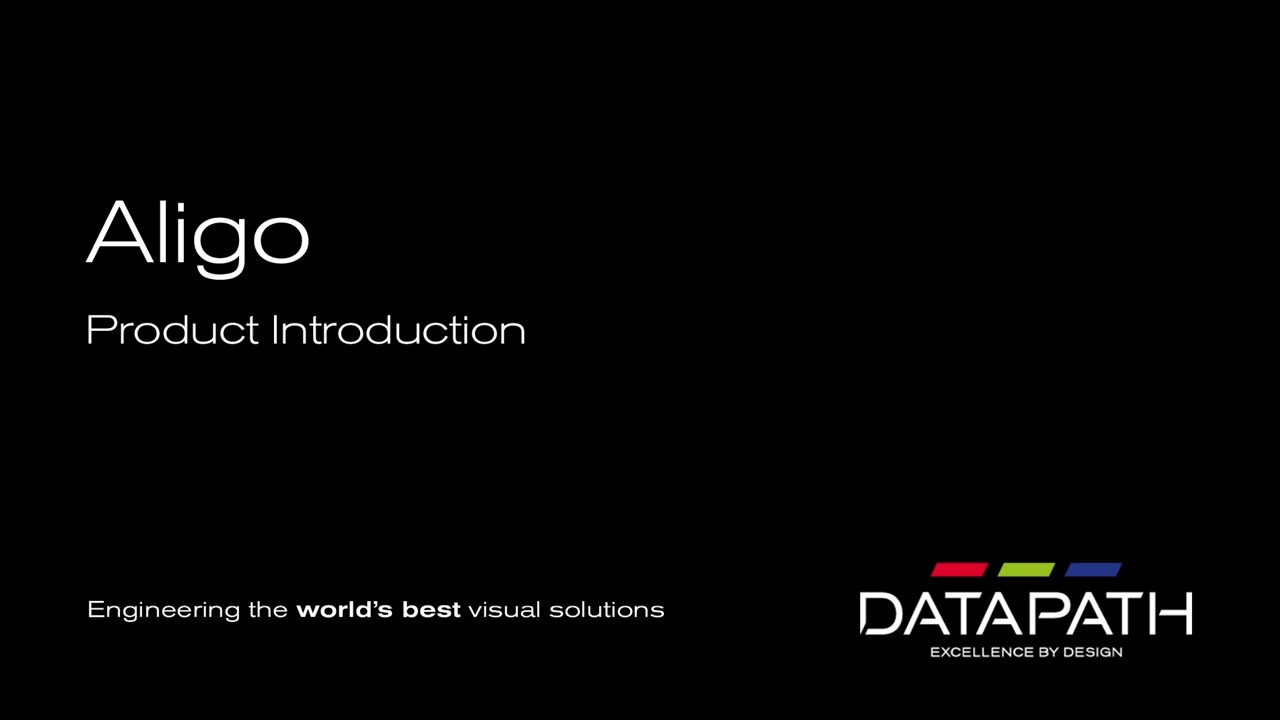 Aligo
Product Introduction
Engineering the world's best visual solutions
DATAPATH
EXCELLENCE BY DESIGN